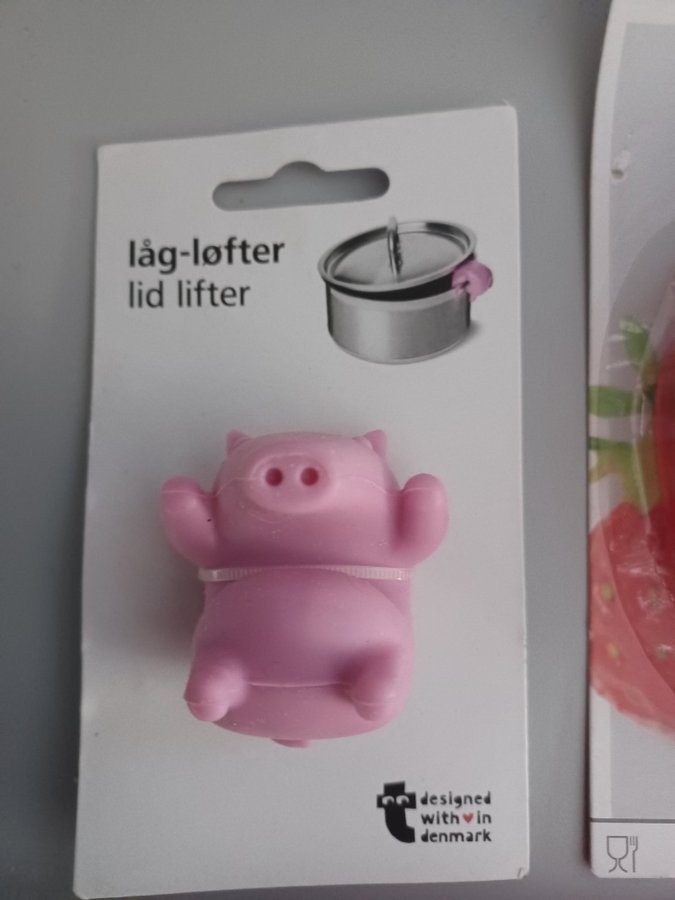 låg-løfter
lid lifter
designed
with♥in
denmark